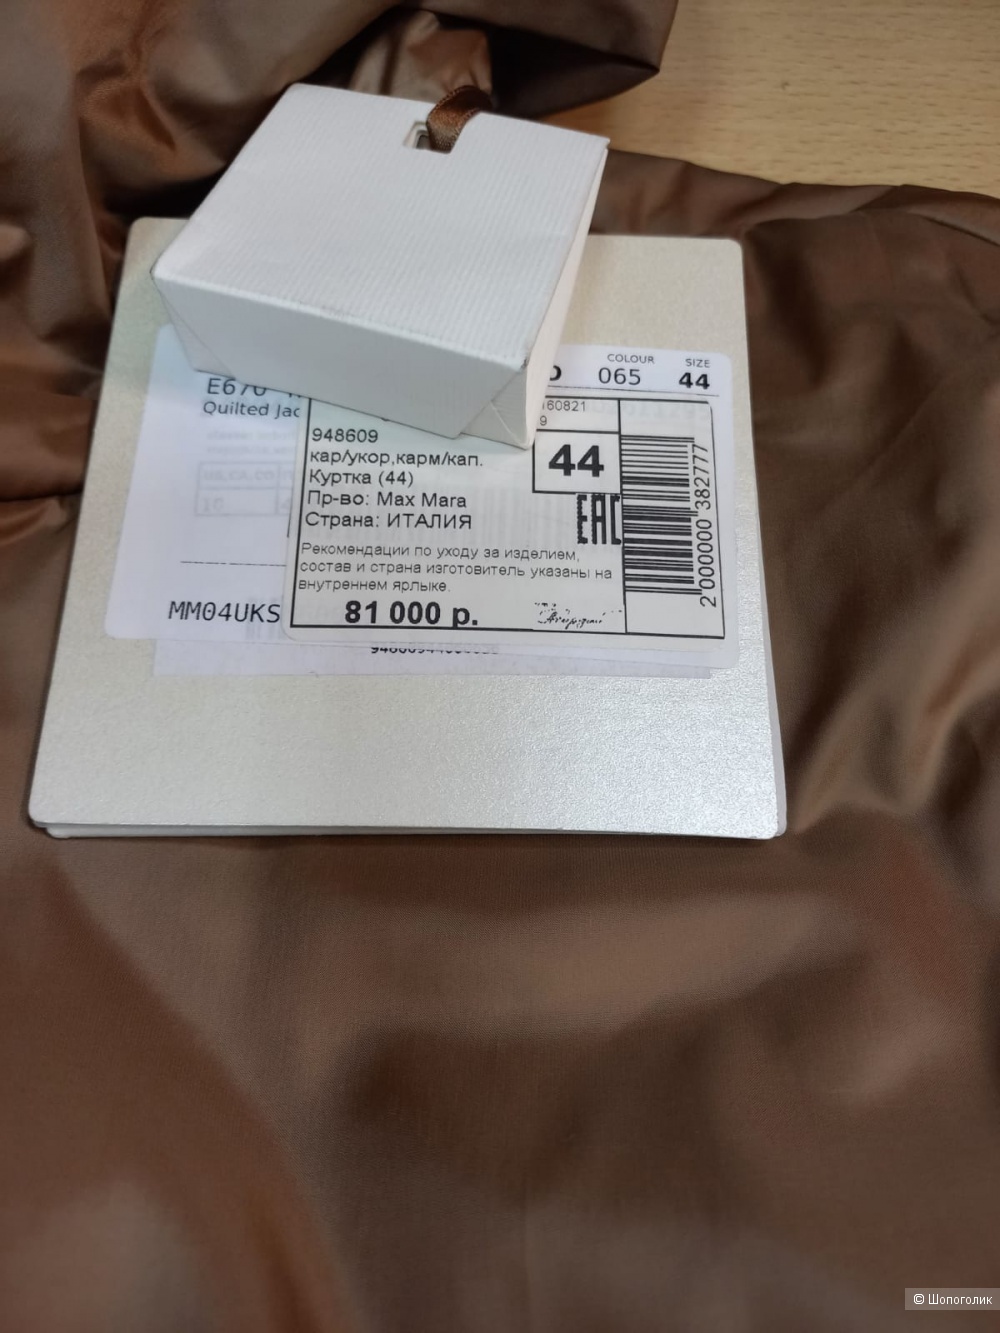 COLOUR SIZE
065 44
E670
Quilted Jac
160821
9
948609
кар/укор,карм/кап.
44
Куртка (44)
Пр-во: Max Mara
Страна: ИТАЛИЯ
EAC
Рекомендации по уходу за изделием,
состав и страна изготовитель указаны на
внутреннем ярлыке.
81 000 р.
2 000000 382777
MM04UKS
© Шопоголик